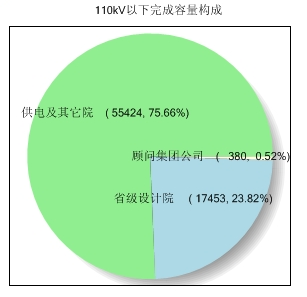 110kV以下完成容量构成
供电及其它院 ( 55424, 75.66%)
顾问集团公司 ( 380, 0.52%)
省级设计院 ( 17453, 23.82%)